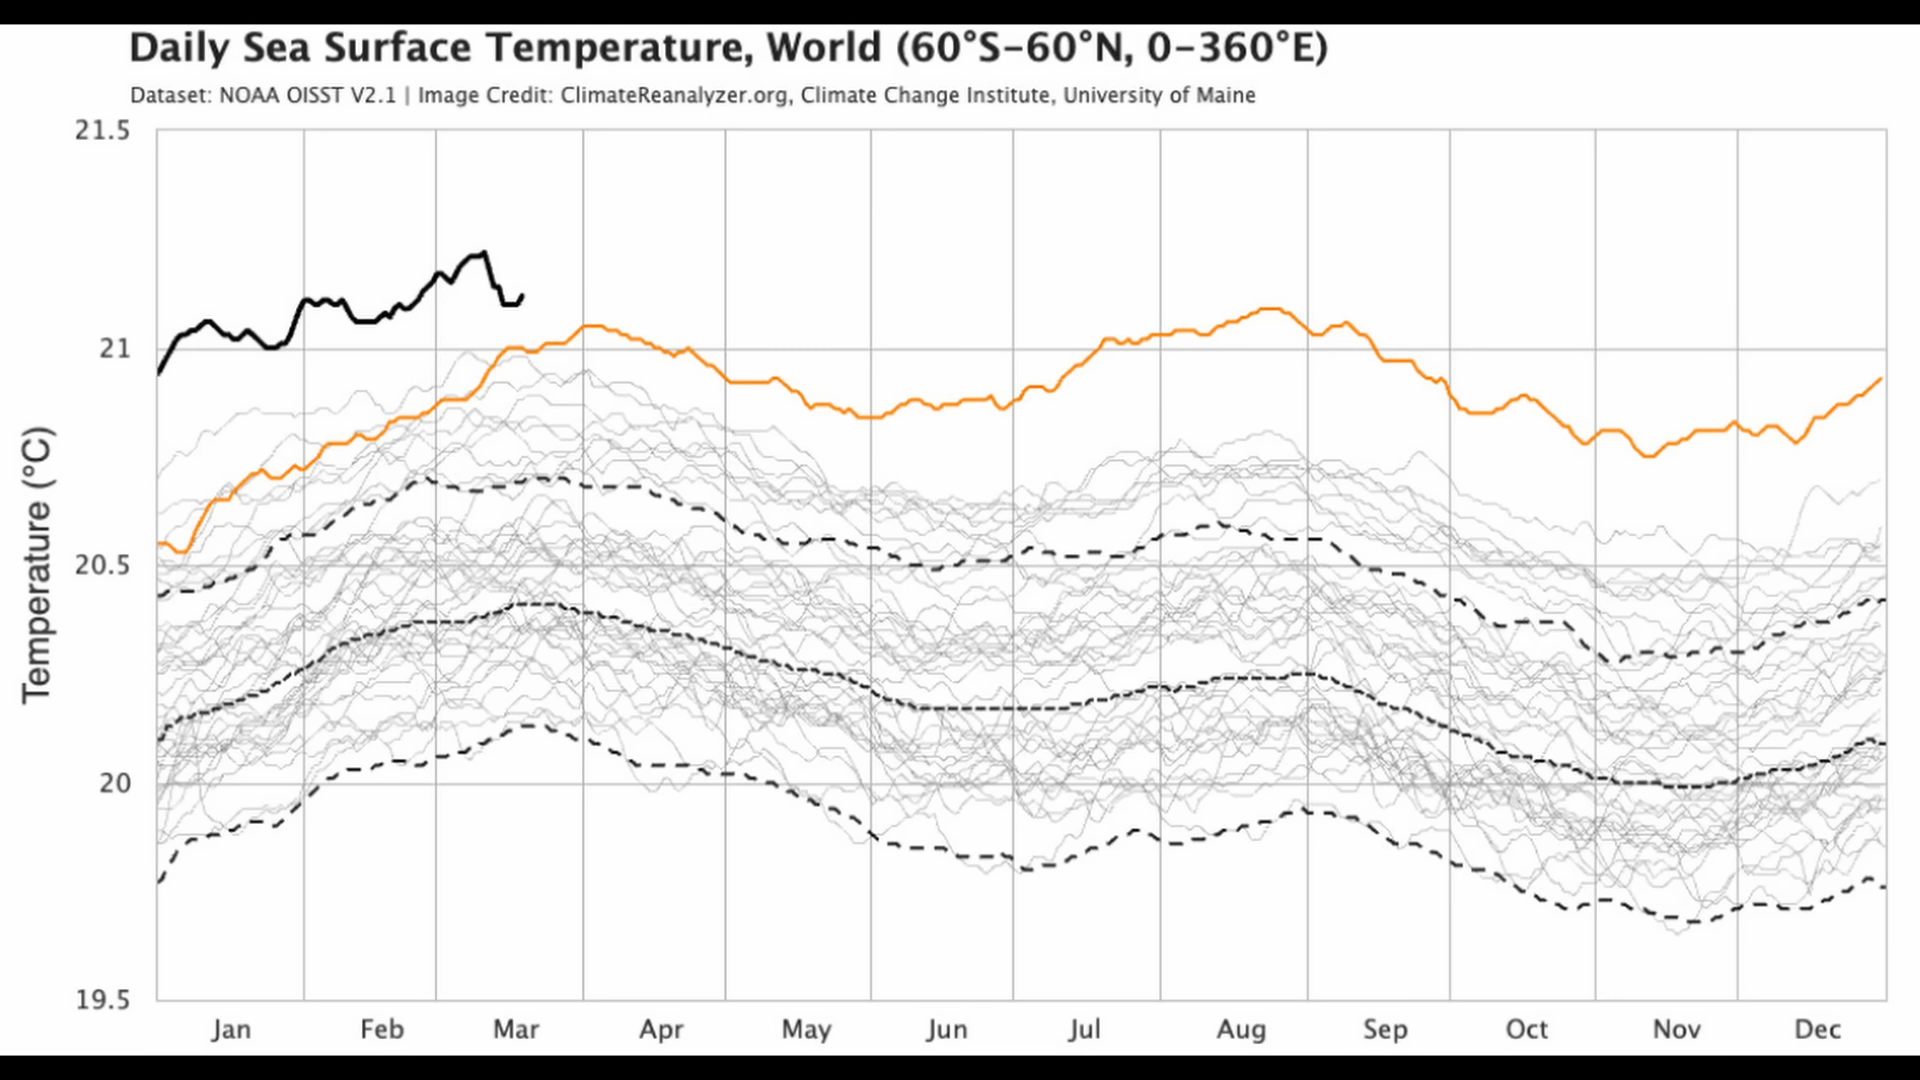 Daily Sea Surface Temperature, World (60°S–60°N, 0–360°E)
Dataset: NOAA OISST V2.1 | Image Credit: ClimateReanalyzer.org, Climate Change Institute, University of Maine
21.5
21
20.5
20
19.5
Temperature (°C)
Jan Feb Mar Apr May Jun Jul Aug Sep Oct Nov Dec